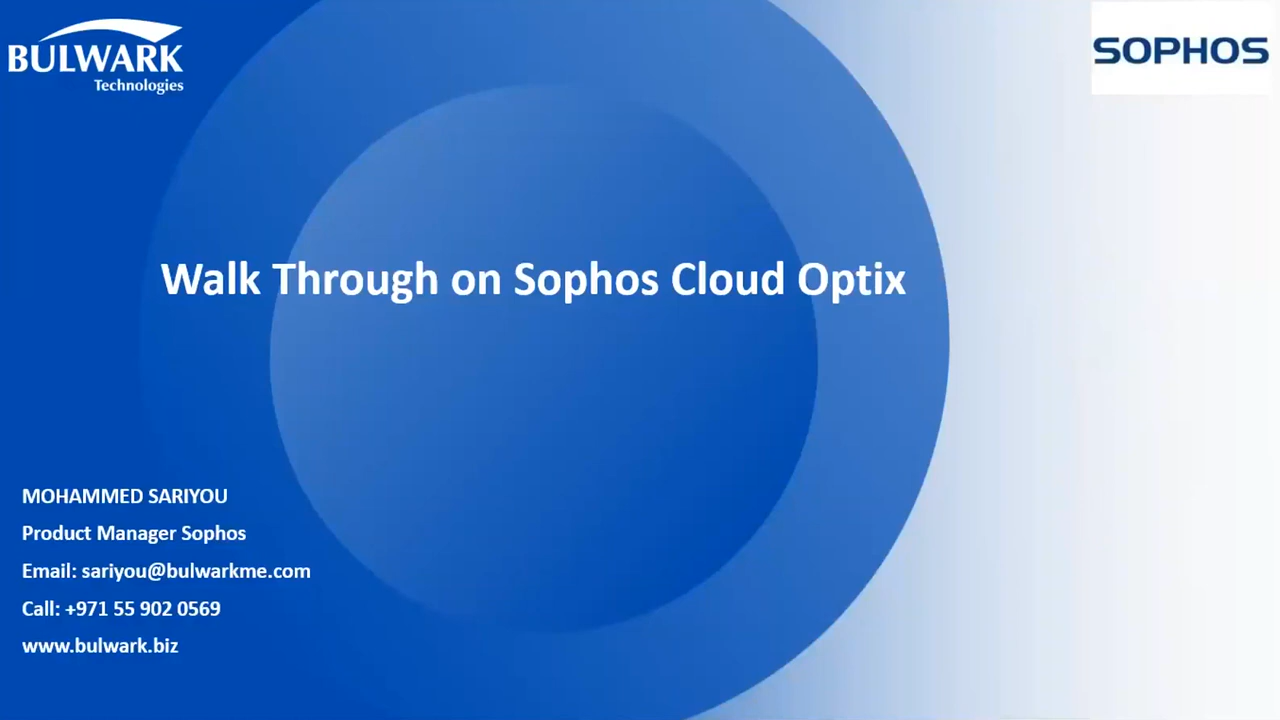 BULWARK
Technologies
SOPHOS
Walk Through on Sophos Cloud Optix
MOHAMMED SARIYOU
Product Manager Sophos
Email: sariyou@bulwarkme.com
Call: +971 55 902 0569
www.bulwark.biz